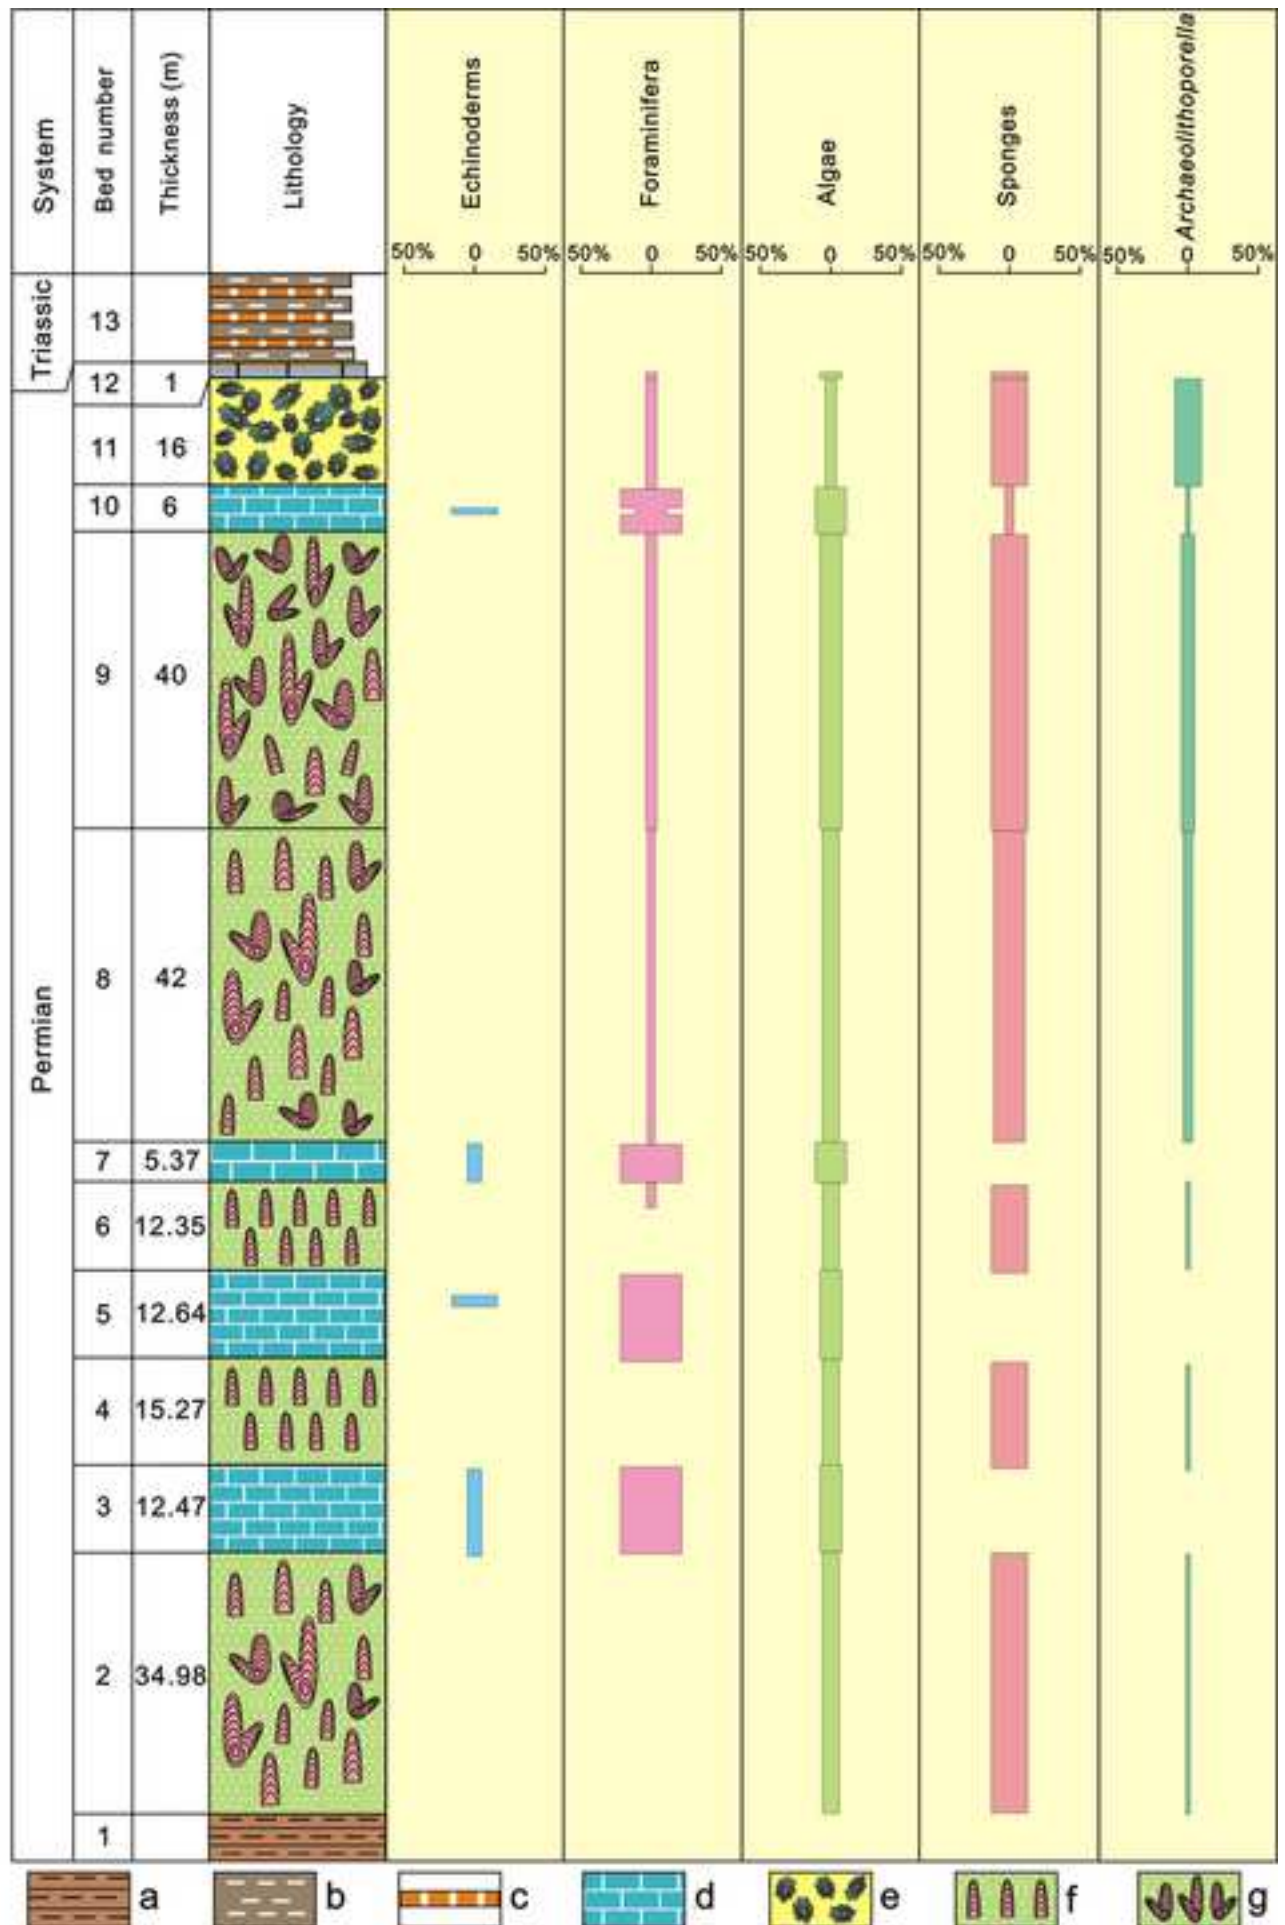 System
Bed number
Thickness (m)
Lithology
Echinoderms
Foraminifera
Algae
Sponges
Archaeolithoporella
50% 0 50% 50% 0 50% 50% 0 50% 50% 0 50% 50% 0 50%
Triassic
13
12 1
11 16
10 6
9 40
8 42
Permian
7 5.37
6 12.35
5 12.64
4 15.27
3 12.47
2 34.98
1
a b c d e f g